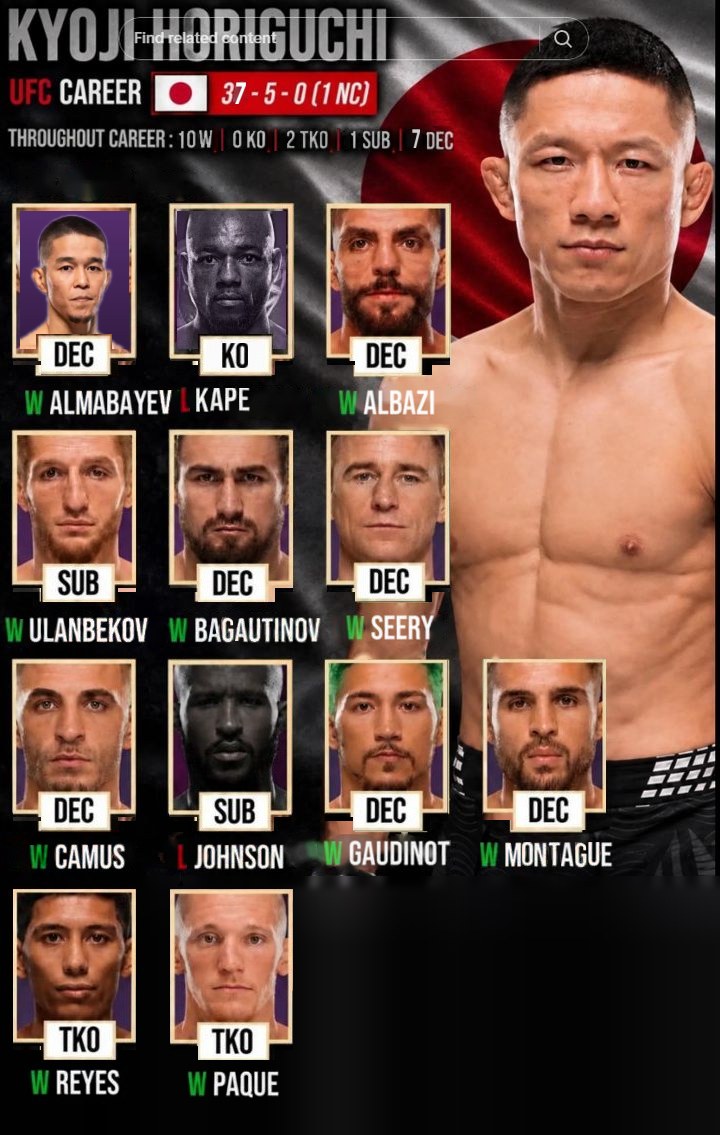 KYOJI HORIGUCHI
Find related content
UFC CAREER 37 - 5 - 0 (1 NC)
THROUGHOUT CAREER : 10 W | 0 KO | 2 TKO | 1 SUB | 7 DEC
DEC KO DEC
W ALMABAYEV L KAPE W ALBAZI
SUB DEC DEC
W ULANBEKOV W BAGAUTINOV W SEERY
DEC SUB DEC DEC
W CAMUS L JOHNSON W GAUDINOT W MONTAGUE
TKO TKO
W REYES W PAQUE